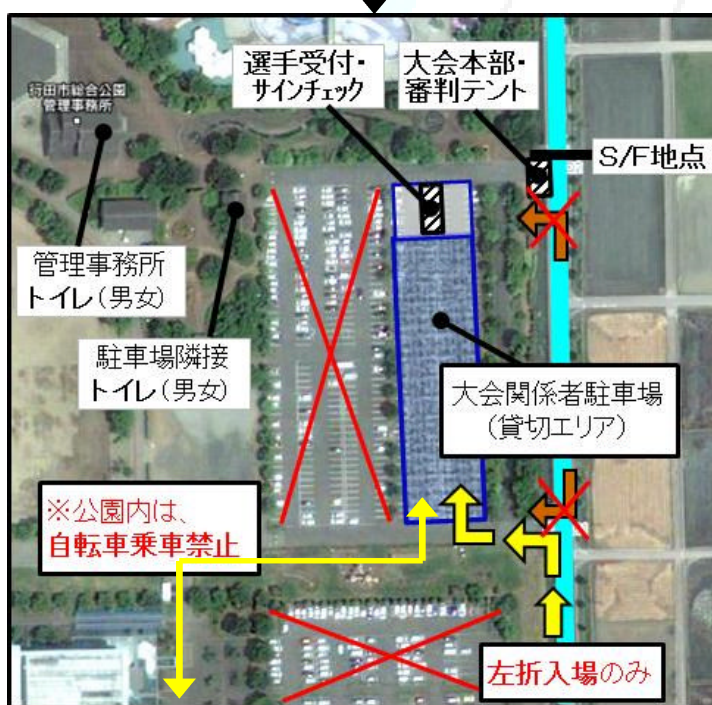 選手受付・
サインチェック
大会本部・
審判テント
行田市総合公園
管理事務所
S/F地点
管理事務所
トイレ(男女)
駐車場隣接
トイレ(男女)
大会関係者駐車場
(貸切エリア)
※公園内は、
自転車乗車禁止
左折入場のみ